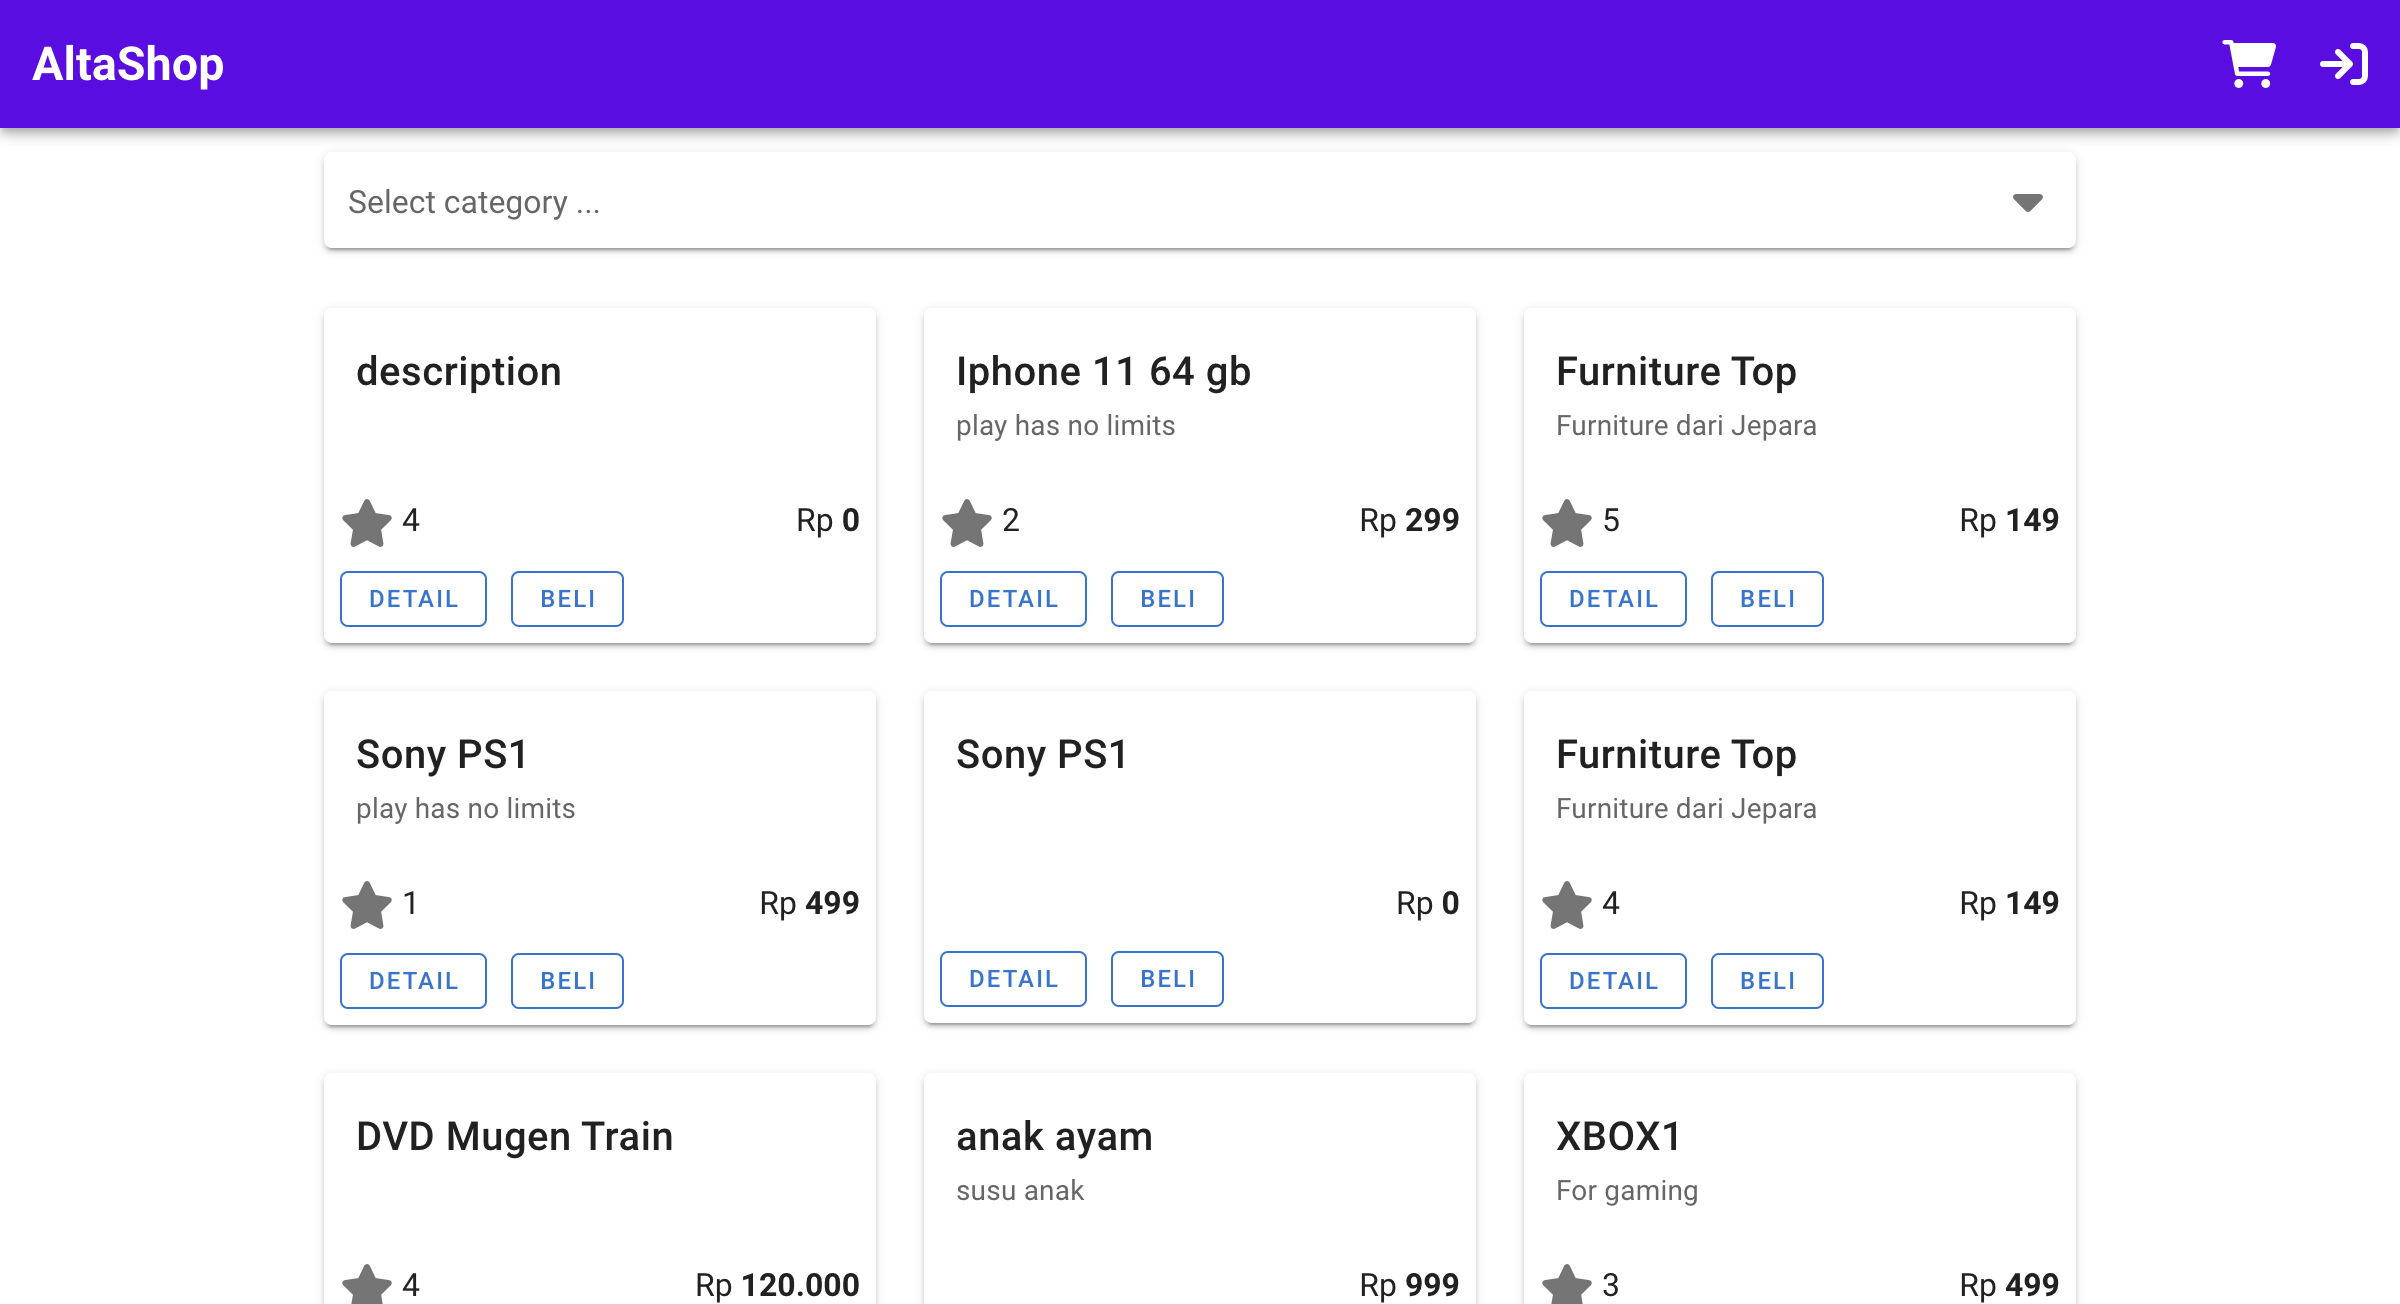 AltaShop
Select category ...
description
4
Rp 0
DETAIL
BELI
Iphone 11 64 gb
play has no limits
2
Rp 299
DETAIL
BELI
Furniture Top
Furniture dari Jepara
5
Rp 149
DETAIL
BELI
Sony PS1
play has no limits
1
Rp 499
DETAIL
BELI
Sony PS1
Rp 0
DETAIL
BELI
Furniture Top
Furniture dari Jepara
4
Rp 149
DETAIL
BELI
DVD Mugen Train
4
Rp 120.000
anak ayam
susu anak
Rp 999
XBOX1
For gaming
3
Rp 499